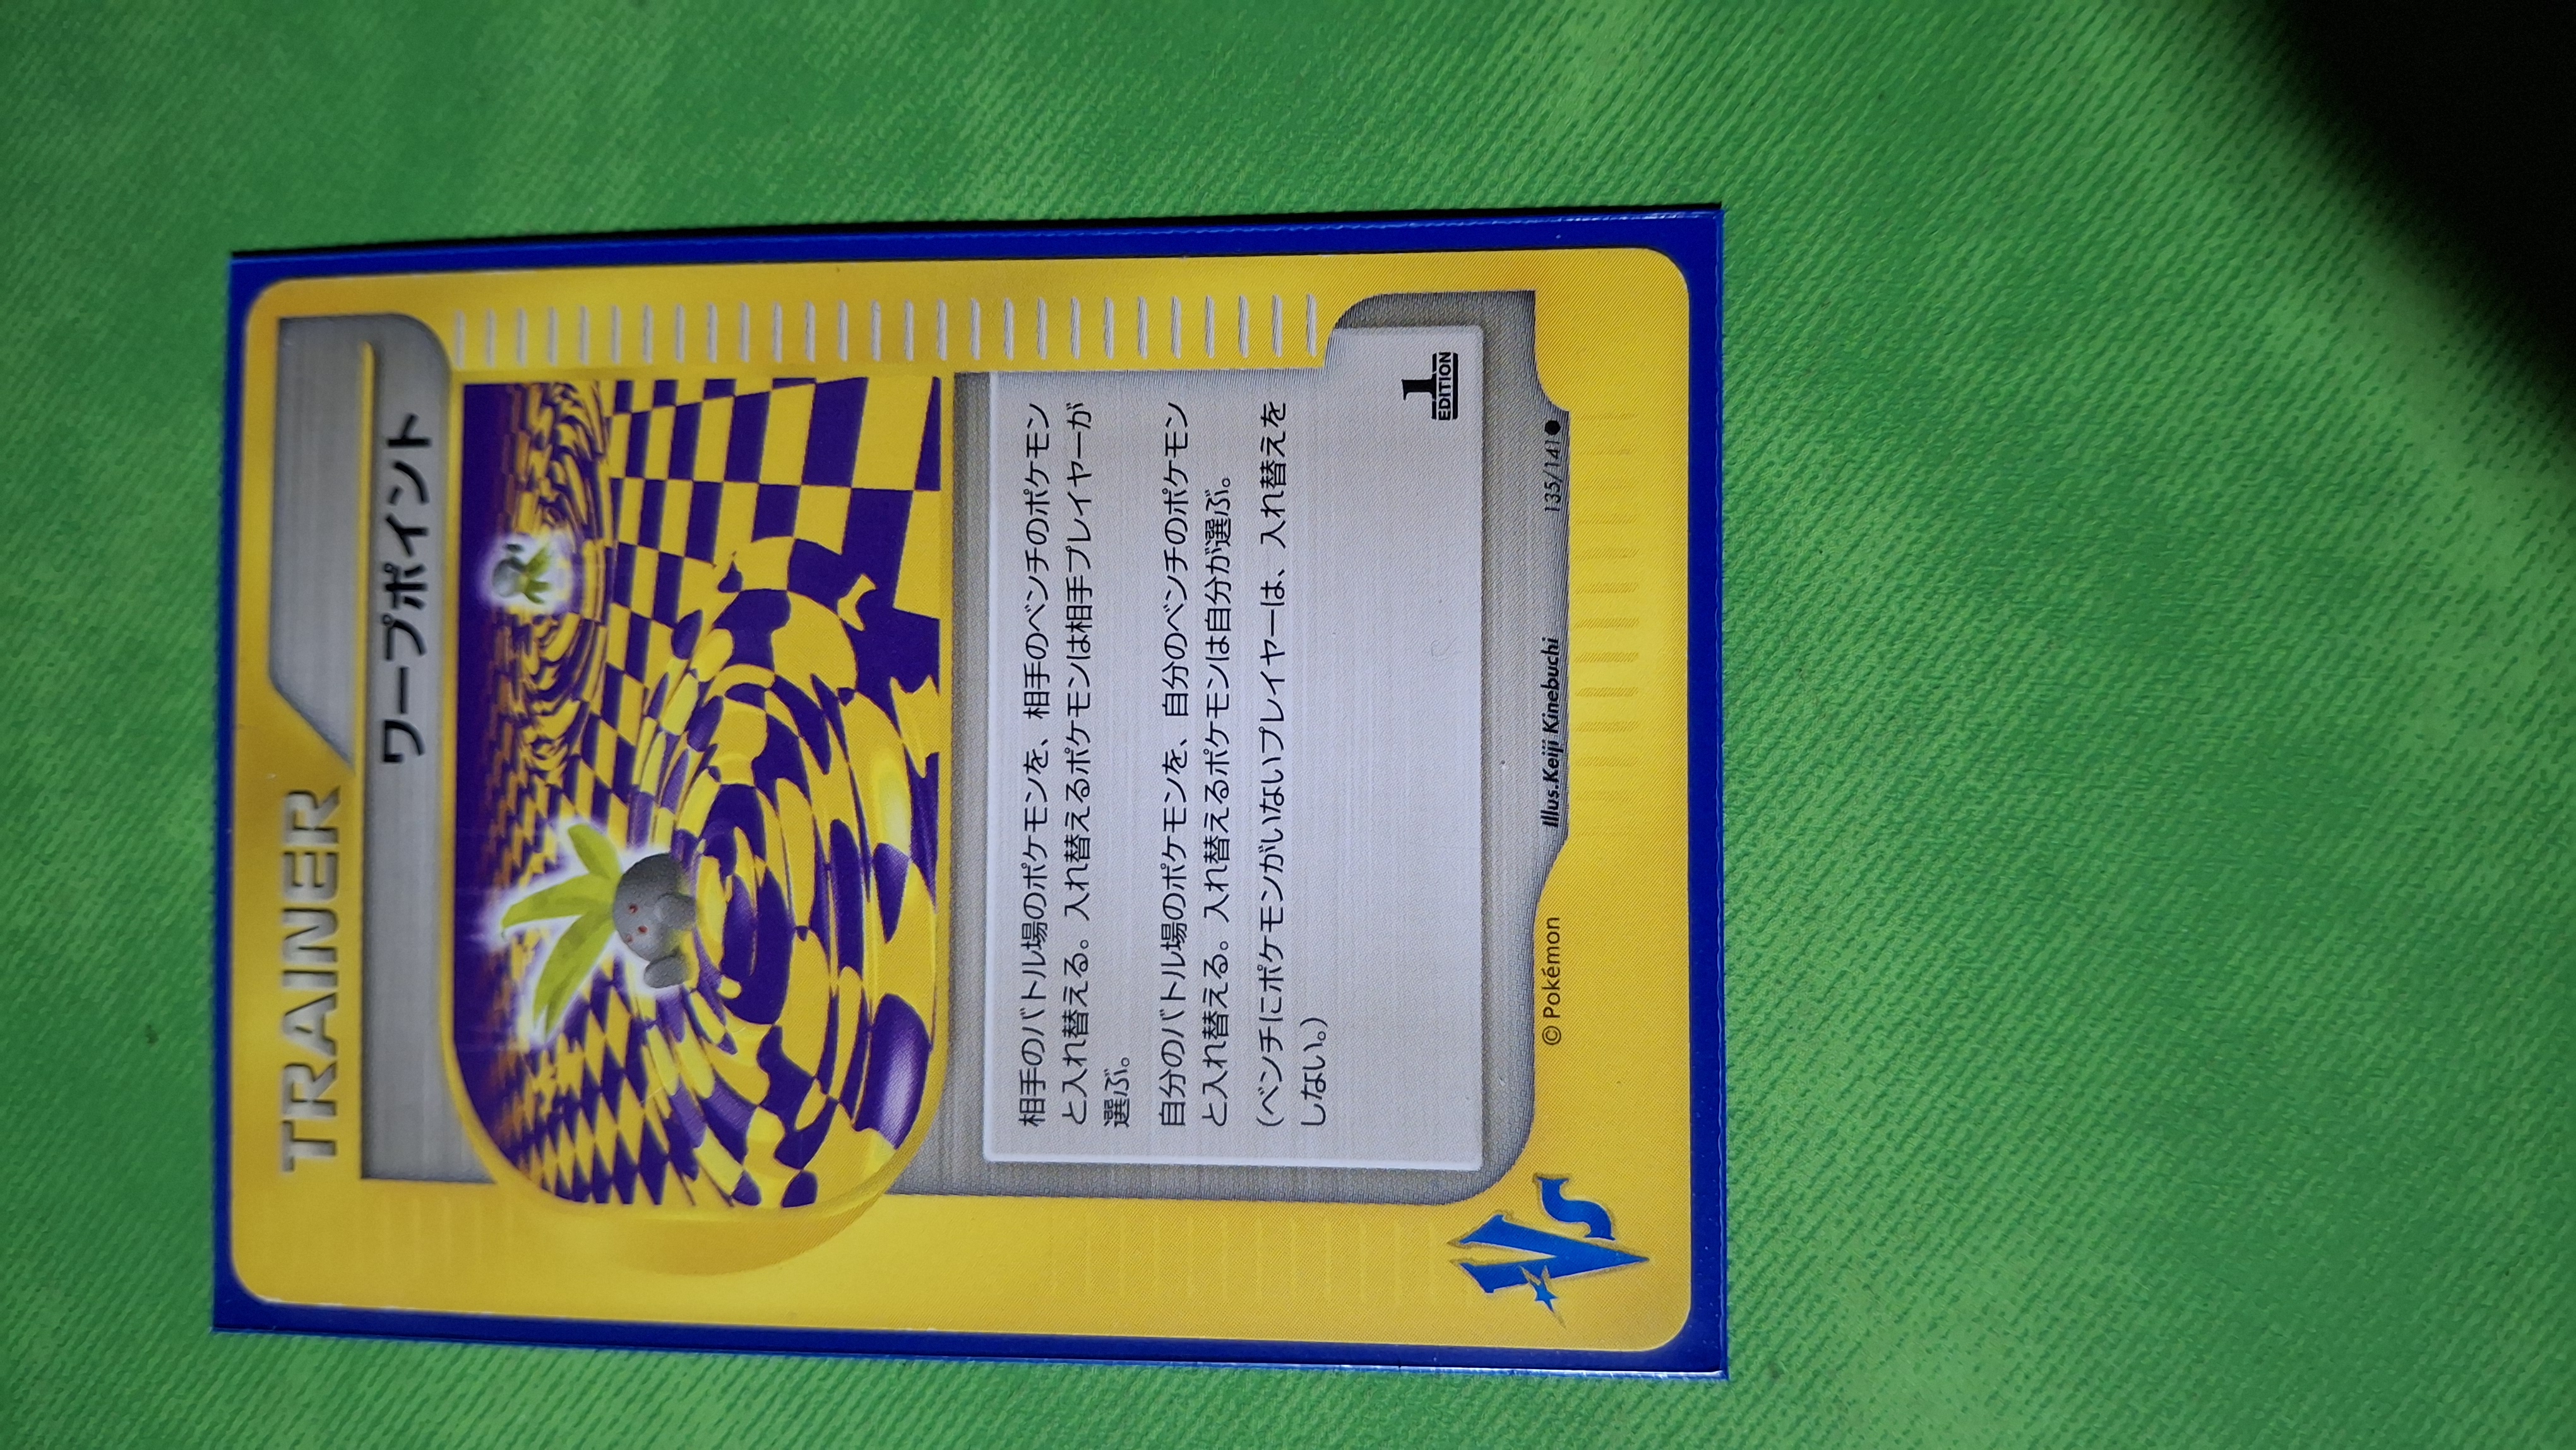 TRAINER
ワープポイント
相手のバトル場のポケモンを、相手のベンチのポケモン
と入れ替える。入れ替えるポケモンは相手プレイヤーが
選ぶ。
自分のバトル場のポケモンを、自分のベンチのポケモン
と入れ替える。入れ替えるポケモンは自分が選ぶ。
（ベンチにポケモンがいないプレイヤーは、入れ替えを
しない。）
1
EDITION
© Pokémon
Illus.Keiji Kinebuchi
135/141●
VS